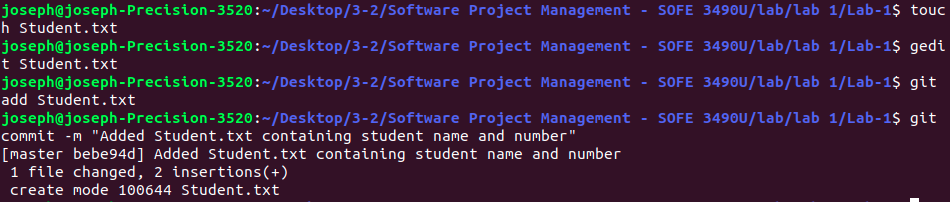 joseph@joseph-Precision-3520:~/Desktop/3-2/Software Project Management - SOFE 3490U/lab/lab 1/Lab-1$ touc
h Student.txt
joseph@joseph-Precision-3520:~/Desktop/3-2/Software Project Management - SOFE 3490U/lab/lab 1/Lab-1$ gedi
t Student.txt
joseph@joseph-Precision-3520:~/Desktop/3-2/Software Project Management - SOFE 3490U/lab/lab 1/Lab-1$ git
add Student.txt
joseph@joseph-Precision-3520:~/Desktop/3-2/Software Project Management - SOFE 3490U/lab/lab 1/Lab-1$ git
commit -m "Added Student.txt containing student name and number"
[master bebe94d] Added Student.txt containing student name and number
 1 file changed, 2 insertions(+)
 create mode 100644 Student.txt